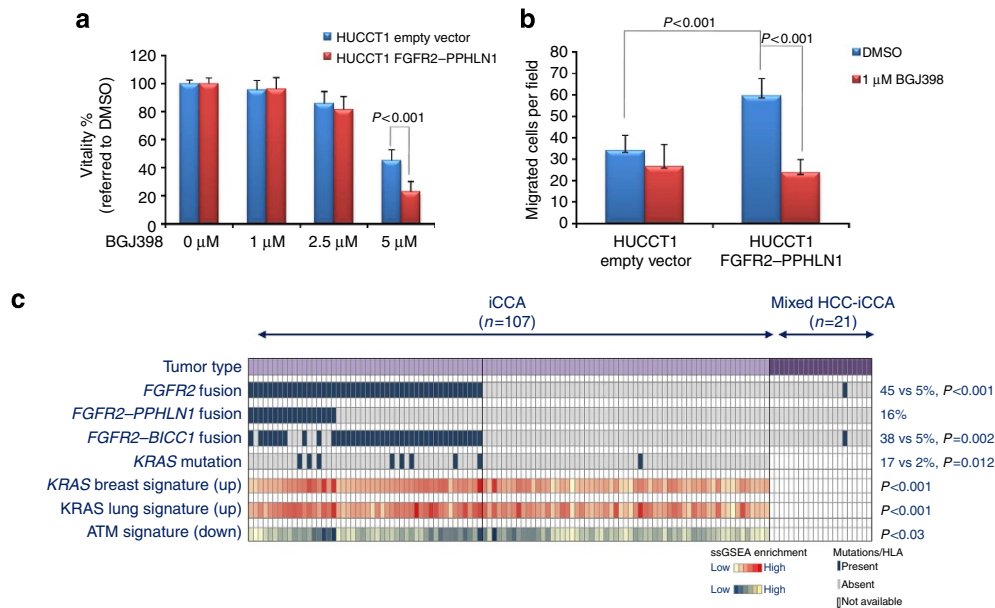 a
HUCCT1 empty vector
HUCCT1 FGFR2–PPHLN1
Vitality %
(referred to DMSO)
120
100
80
60
40
20
0
P<0.001
BGJ398 0 μM 1 μM 2.5 μM 5 μM
b
P<0.001
P<0.001
DMSO
1 μM BGJ398
Migrated cells per field
80
70
60
50
40
30
20
10
0
HUCCT1
empty vector
HUCCT1
FGFR2–PPHLN1
c
iCCA
(n=107)
Mixed HCC-iCCA
(n=21)
Tumor type
FGFR2 fusion 45 vs 5%, P<0.001
FGFR2–PPHLN1 fusion 16%
FGFR2–BICC1 fusion 38 vs 5%, P=0.002
KRAS mutation 17 vs 2%, P=0.012
KRAS breast signature (up) P<0.001
KRAS lung signature (up) P<0.001
ATM signature (down) P<0.03
ssGSEA enrichment
Low High
Low High
Mutations/HLA
Present
Absent
Not available